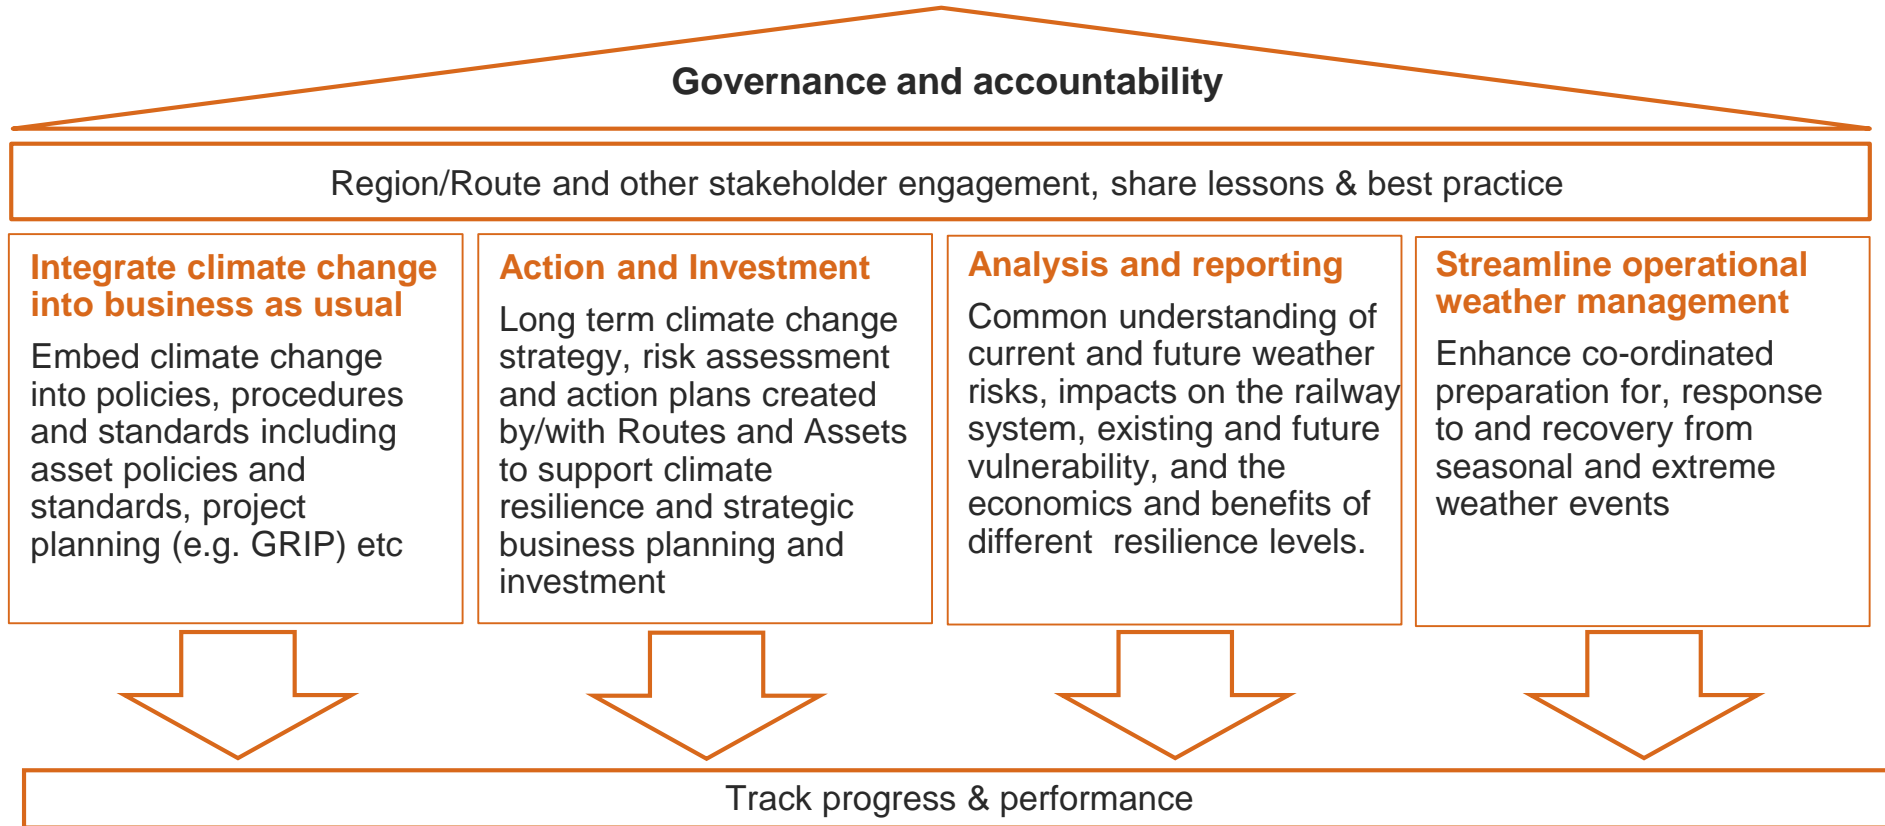 Governance and accountability
Region/Route and other stakeholder engagement, share lessons & best practice
Integrate climate change
into business as usual
Embed climate change
into policies, procedures
and standards including
asset policies and
standards, project
planning (e.g. GRIP) etc
Action and Investment
Long term climate change
strategy, risk assessment
and action plans created
by/with Routes and Assets
to support climate
resilience and strategic
business planning and
investment
Analysis and reporting
Common understanding of
current and future weather
risks, impacts on the railway
system, existing and future
vulnerability, and the
economics and benefits of
different  resilience levels.
Streamline operational
weather management
Enhance co-ordinated
preparation for, response
to and recovery from
seasonal and extreme
weather events
Track progress & performance